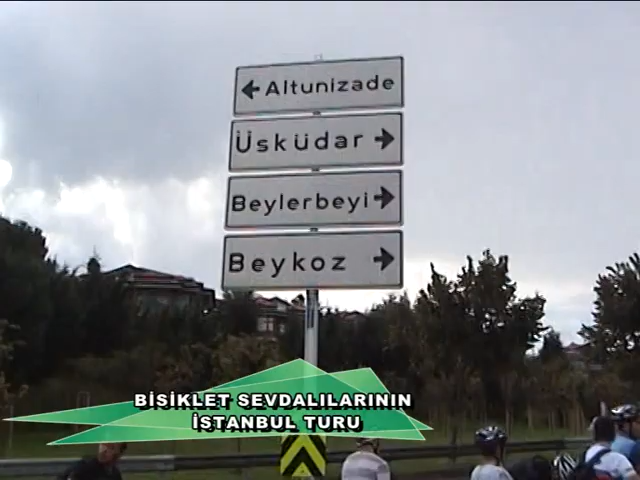 ← Altunizade
Üsküdar →
Beylerbeyi →
Beykoz →
BİSİKLET SEVDALILARININ
İSTANBUL TURU